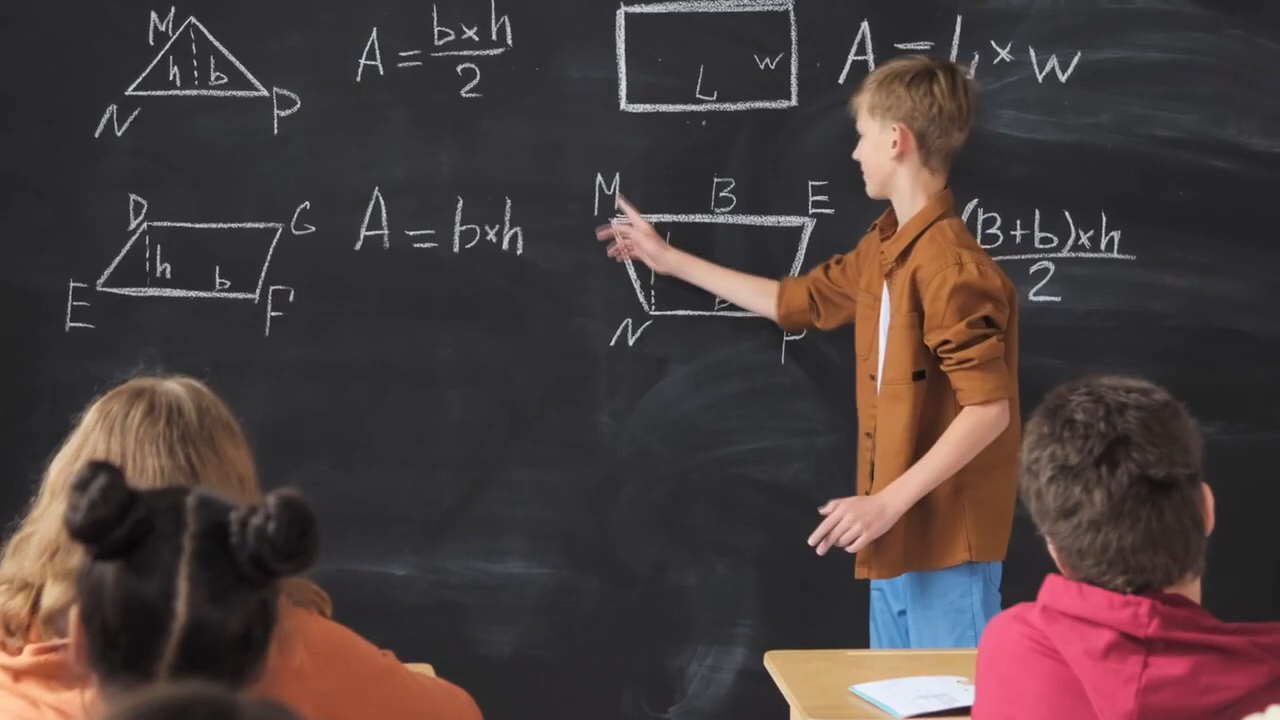 M
h b
N P
A = b×h
2
L w
A = L × w
D G
h b
E F
A = b×h
M B E
N P
(B+b)×h
2